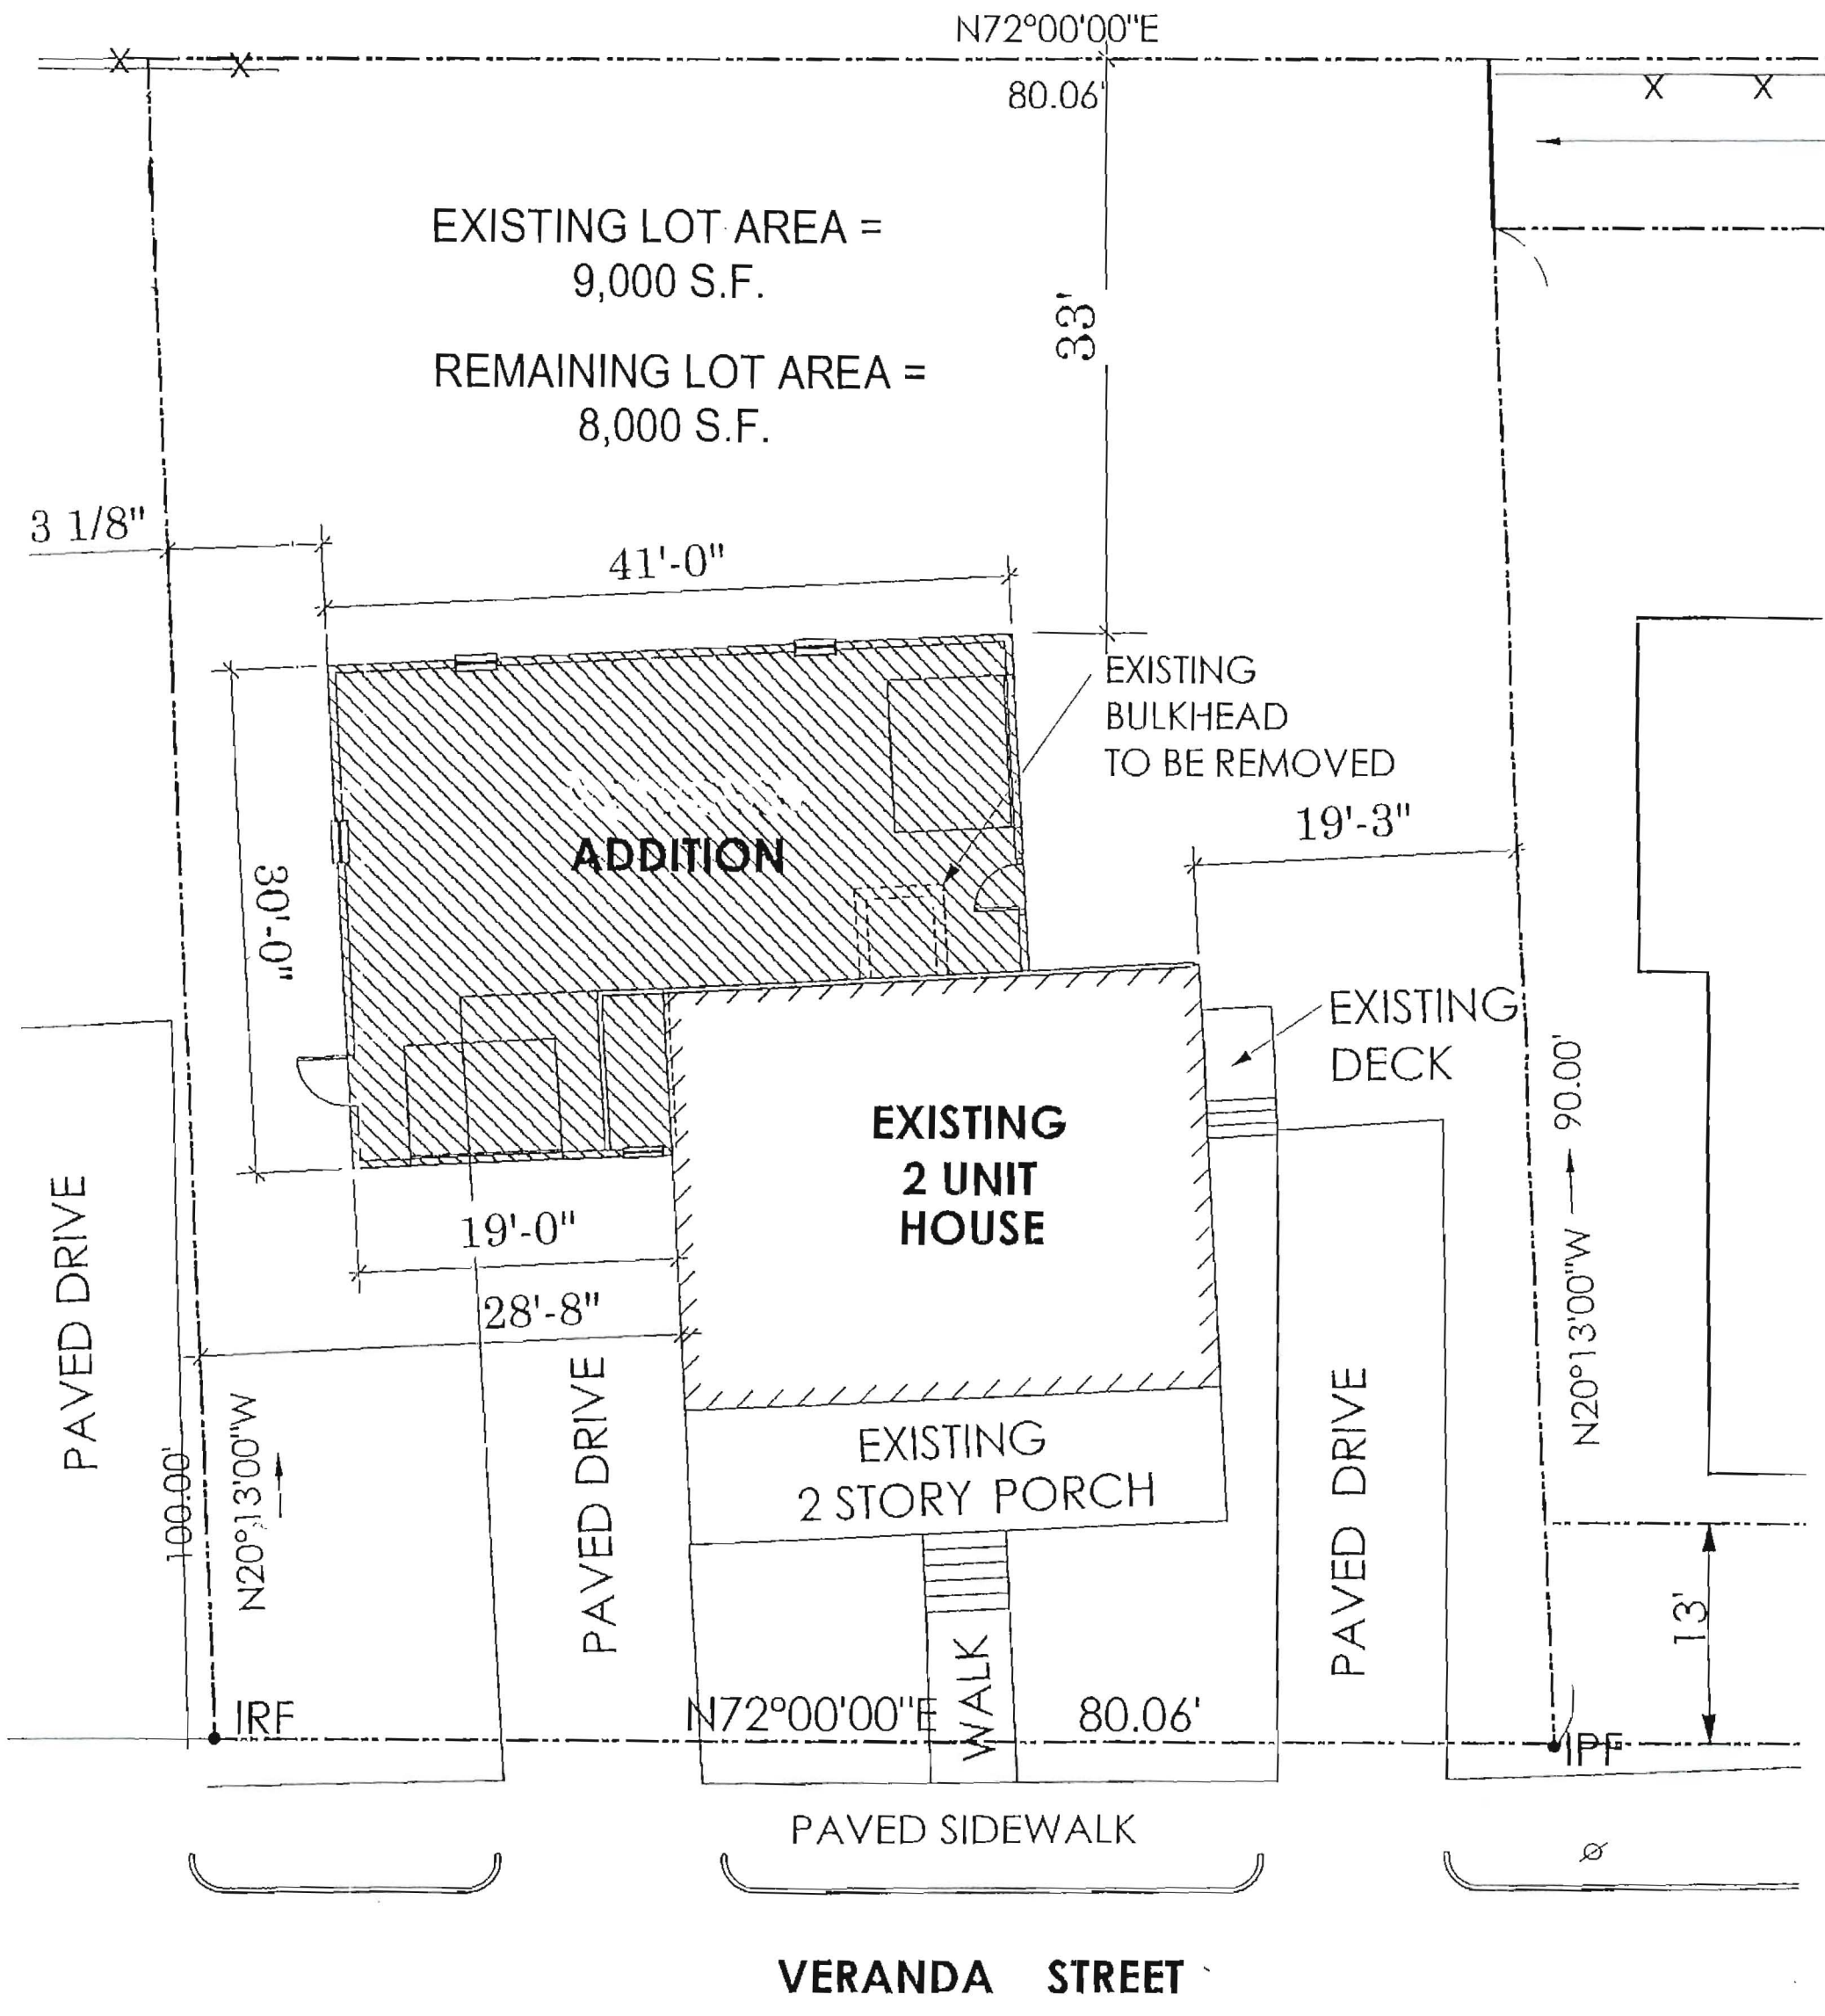 N72°00'00"E
80.06'
EXISTING LOT AREA =
9,000 S.F.
33'
REMAINING LOT AREA =
8,000 S.F.
3 1/8"
41'-0"
EXISTING
BULKHEAD
TO BE REMOVED
19'-3"
ADDITION
30'-0"
EXISTING
DECK
EXISTING
2 UNIT
HOUSE
N20°13'00"W 90.00'
PAVED DRIVE
19'-0"
28'-8"
PAVED DRIVE
PAVED DRIVE
100.00'
N20°13'00"W
EXISTING
2 STORY PORCH
13'
WALK
IRF
N72°00'00"E
80.06'
IPF
PAVED SIDEWALK
VERANDA STREET